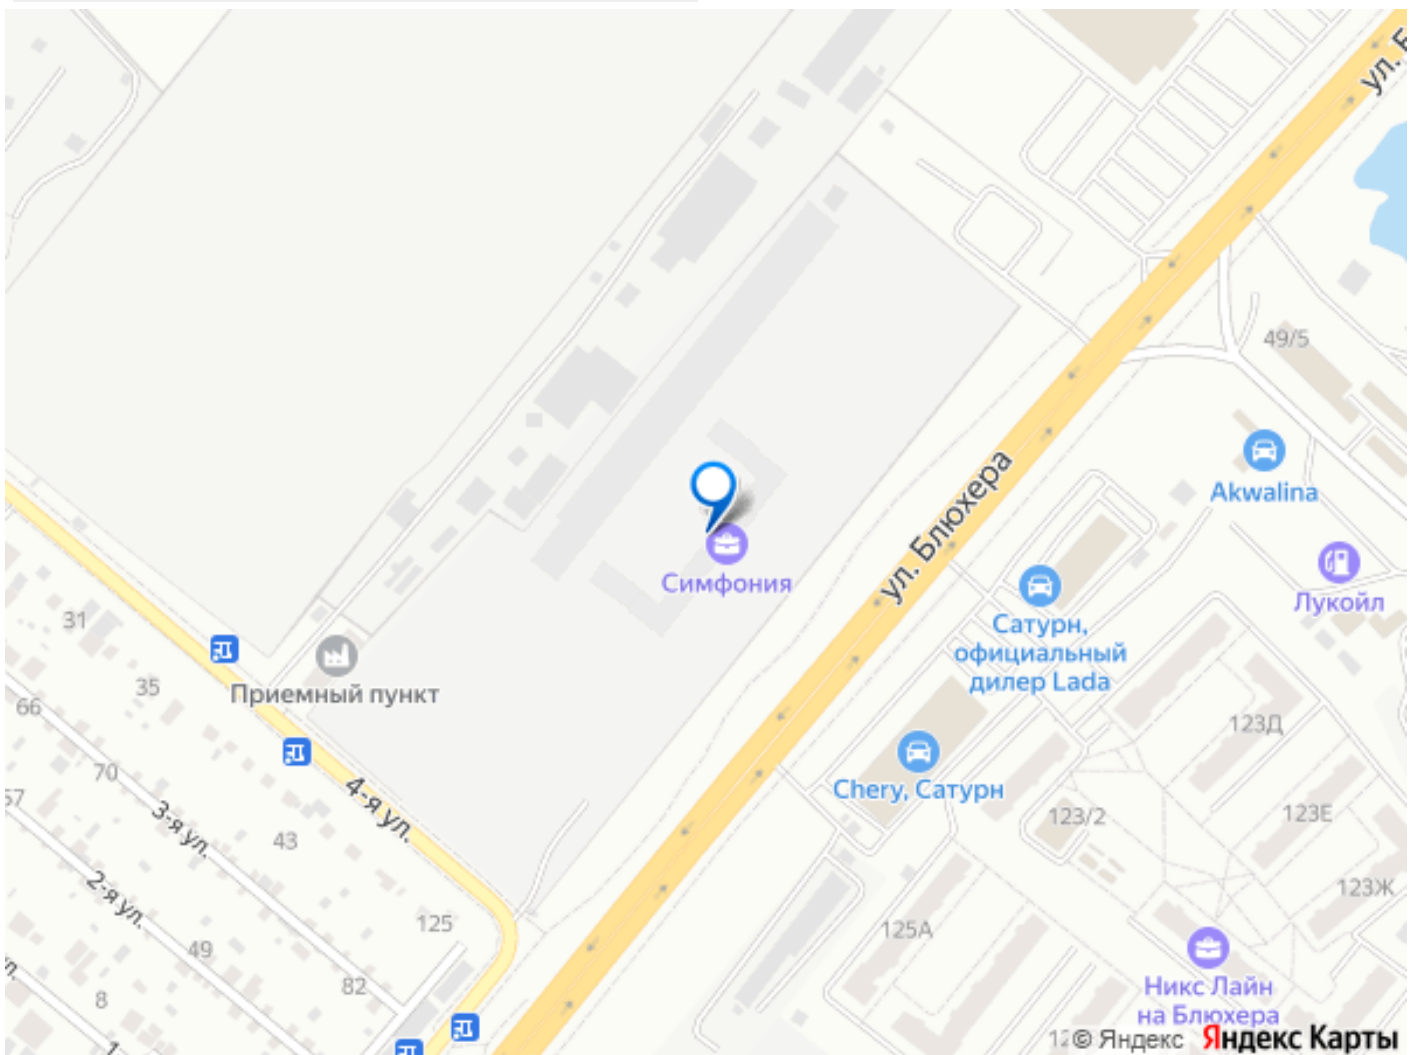 ул. Б
49/5
Akwalina
ул. Блюхера
Симфония
Лукойл
Сатурн,
официальный
дилер Lada
31
Приемный пункт
35
66
123Д
70
Chery, Сатурн
57
4-я ул.
3-я ул.
123/2
123Е
43
2-я ул.
123Ж
125
125А
49
82
8
Никс Лайн
на Блюхера
© Яндекс Яндекс Карты